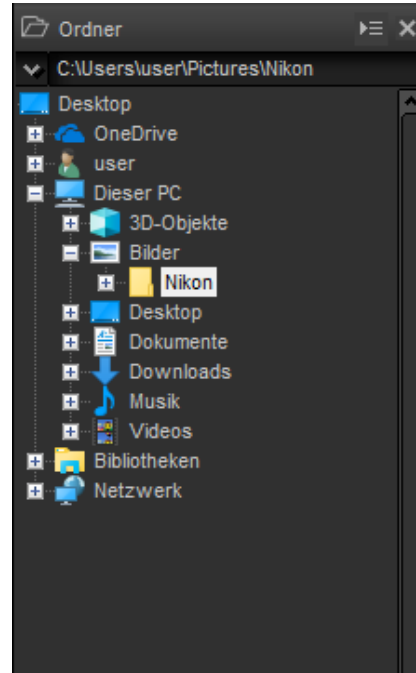 Ordner
C:\Users\user\Pictures\Nikon
Desktop
OneDrive
user
Dieser PC
3D-Objekte
Bilder
Nikon
Desktop
Dokumente
Downloads
Musik
Videos
Bibliotheken
Netzwerk